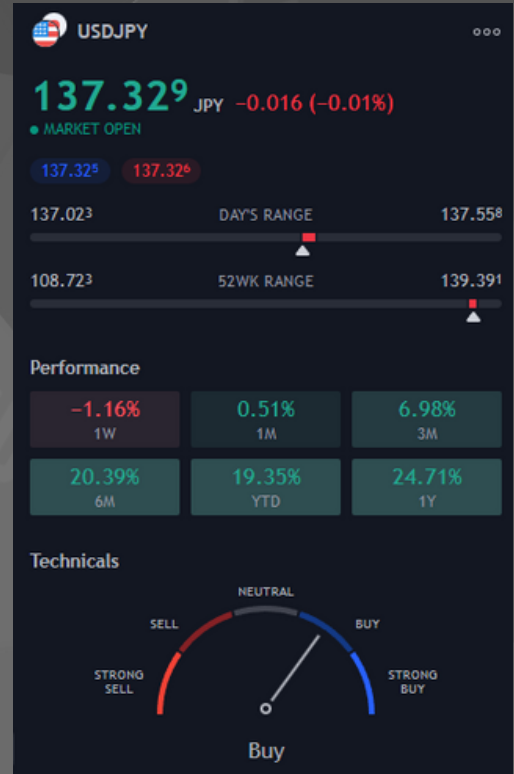 USDJPY
137.32⁹ JPY −0.016 (−0.01%)
MARKET OPEN
137.32⁵ 137.32⁶
137.02³ DAY'S RANGE 137.55⁸
108.72³ 52WK RANGE 139.39¹
Performance
−1.16% 0.51% 6.98%
1W 1M 3M
20.39% 19.35% 24.71%
6M YTD 1Y
Technicals
NEUTRAL
SELL BUY
STRONG SELL STRONG BUY
Buy